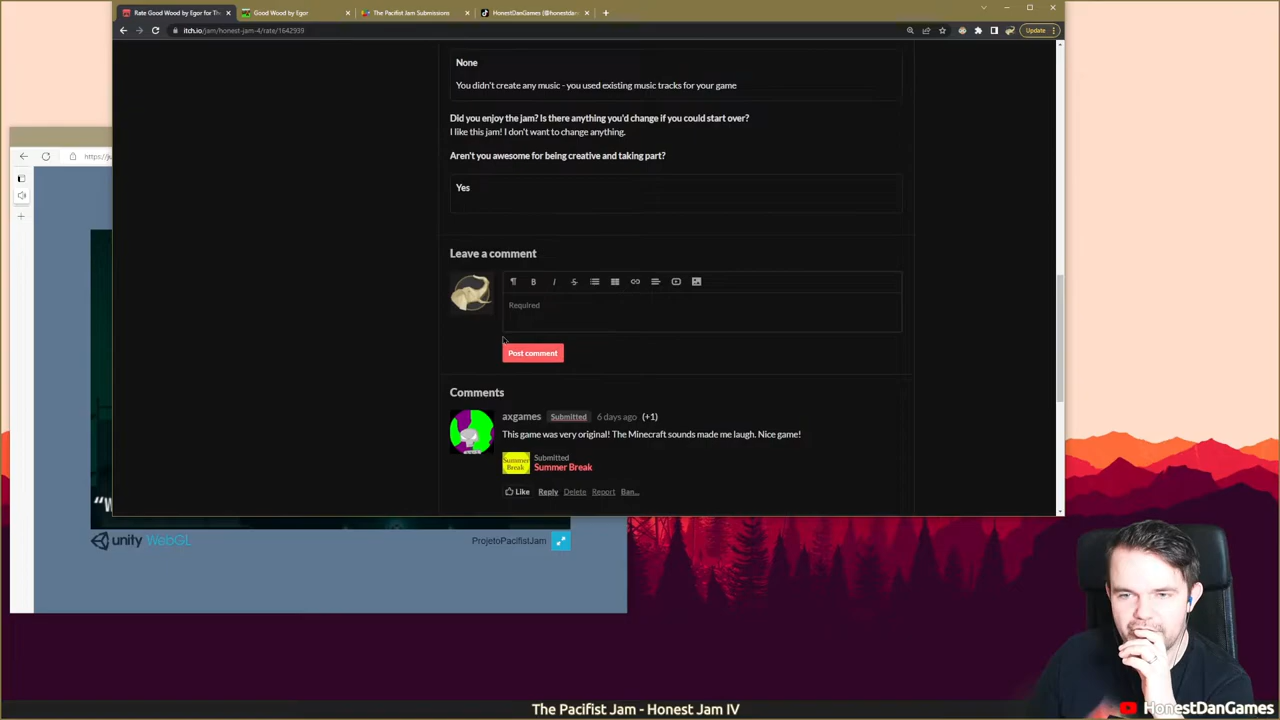 Rate Good Wood by Egor for Th
Good Wood by Egor
The Pacifist Jam Submissions
HonestDanGames (@honestda
itch.io/jam/honest-jam-4/rate/1642939
Update
None
You didn't create any music - you used existing music tracks for your game
Did you enjoy the jam? Is there anything you'd change if you could start over?
I like this jam! I don't want to change anything.
Aren't you awesome for being creative and taking part?
Yes
https://ju
Leave a comment
Required
Post comment
Comments
axgames Submitted 6 days ago (+1)
This game was very original! The Minecraft sounds made me laugh. Nice game!
Summer Break
Submitted
Summer Break
Like Reply Delete Report Ban...
"W
unity WebGL
ProjetoPacifistJam
The Pacifist Jam - Honest Jam IV
HonestDanGames